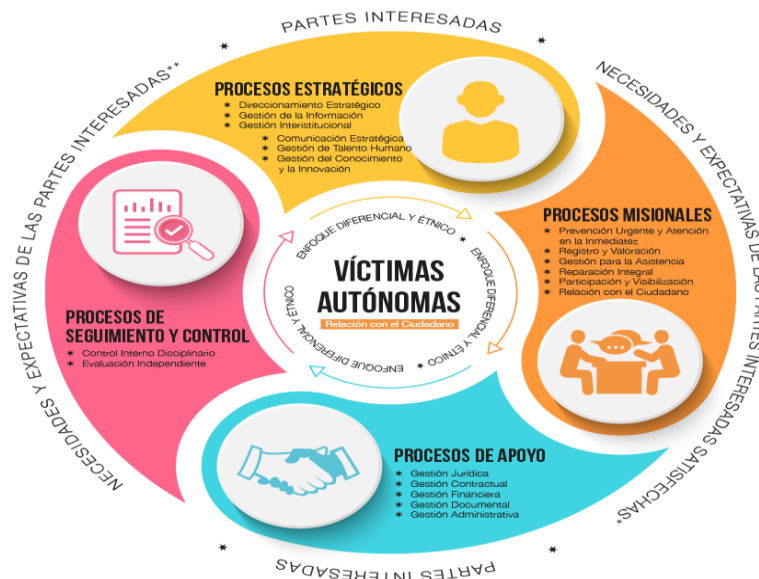 PARTES INTERESADAS
NECESIDADES Y EXPECTATIVAS DE LAS PARTES INTERESADAS**
NECESIDADES Y EXPECTATIVAS DE LAS PARTES INTERESADAS SATISFECHAS*
PROCESOS ESTRATÉGICOS
* Direccionamiento Estratégico
* Gestión de la Información
* Gestión Interistitucional
* Comunicación Estratégica
* Gestión de Talento Humano
* Gestión del Conocimiento
y la Innovación
PROCESOS MISIONALES
* Prevención Urgente y Atención
en la Inmediatez
* Registro y Valoración
* Gestión para la Asistencia
* Reparación Integral
* Participación y Visibilización
* Relación con el Ciudadano
ENFOQUE DIFERENCIAL Y ÉTNICO *
ENFOQUE DIFERENCIAL Y ÉTNICO *
ENFOQUE DIFERENCIAL Y ÉTNICO
ENFOQUE DIFERENCIAL Y ÉTNICO
VÍCTIMAS
AUTÓNOMAS
Relación con el Ciudadano
PROCESOS DE
SEGUIMIENTO Y CONTROL
* Control Interno Disciplinario
* Evaluación Independiente
PROCESOS DE APOYO
* Gestión Jurídica
* Gestión Contractual
* Gestión Financiera
* Gestión Documental
* Gestión Administrativa
PARTES INTERESADAS